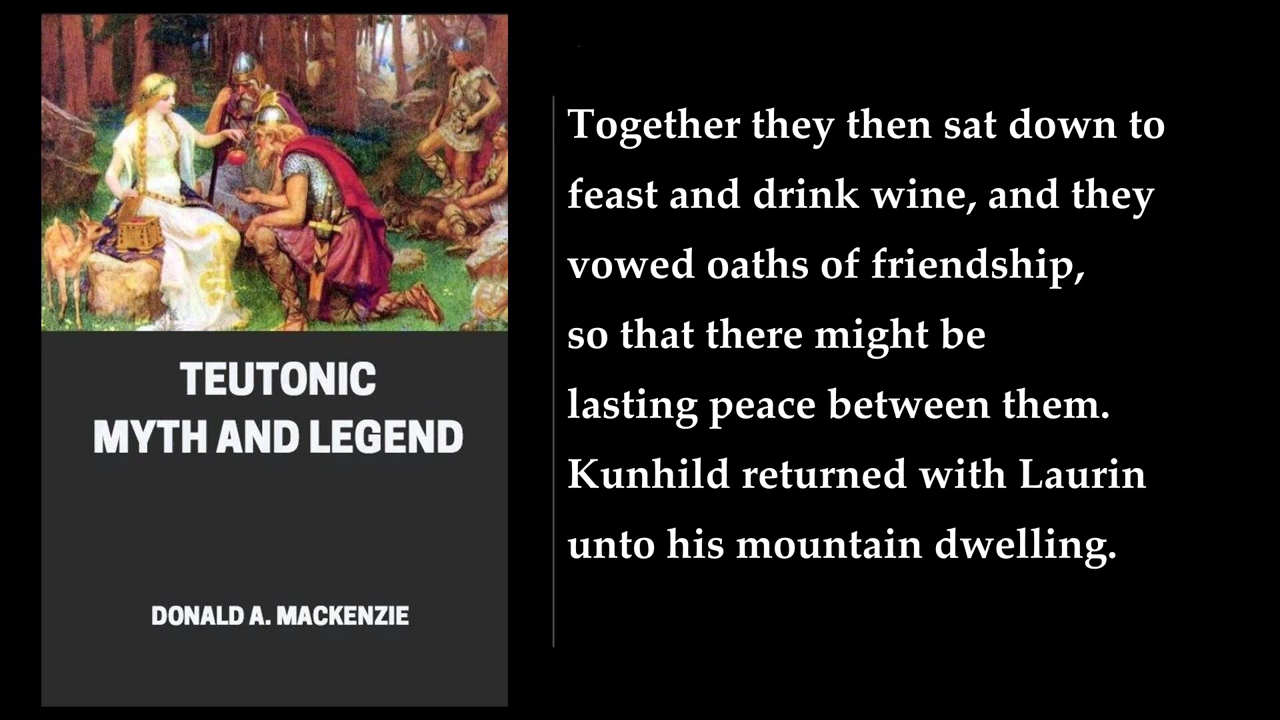 TEUTONIC
MYTH AND LEGEND
DONALD A. MACKENZIE
Together they then sat down to
feast and drink wine, and they
vowed oaths of friendship,
so that there might be
lasting peace between them.
Kunhild returned with Laurin
unto his mountain dwelling.